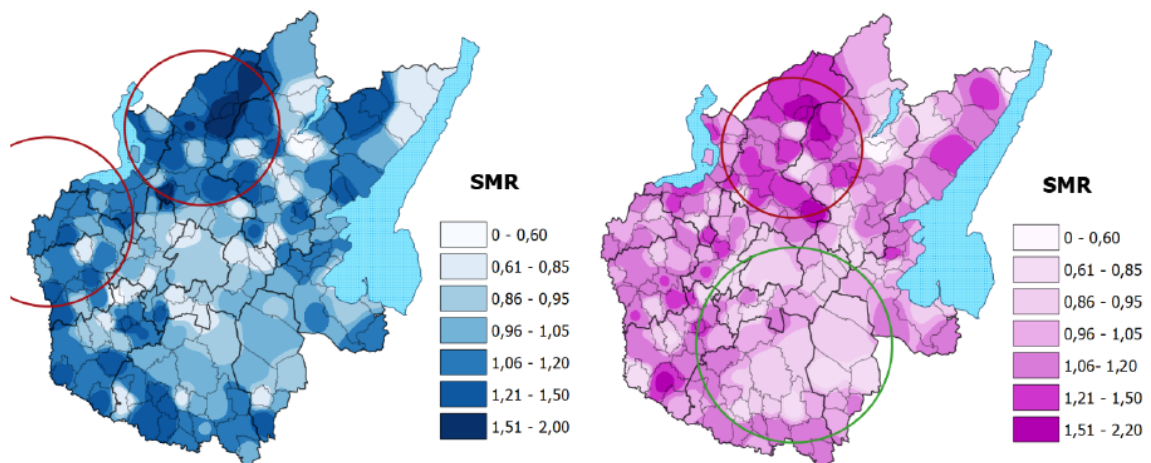 SMR
0 - 0,60
0,61 - 0,85
0,86 - 0,95
0,96 - 1,05
1,06 - 1,20
1,21 - 1,50
1,51 - 2,00
SMR
0 - 0,60
0,61 - 0,85
0,86 - 0,95
0,96 - 1,05
1,06- 1,20
1,21 - 1,50
1,51 - 2,20